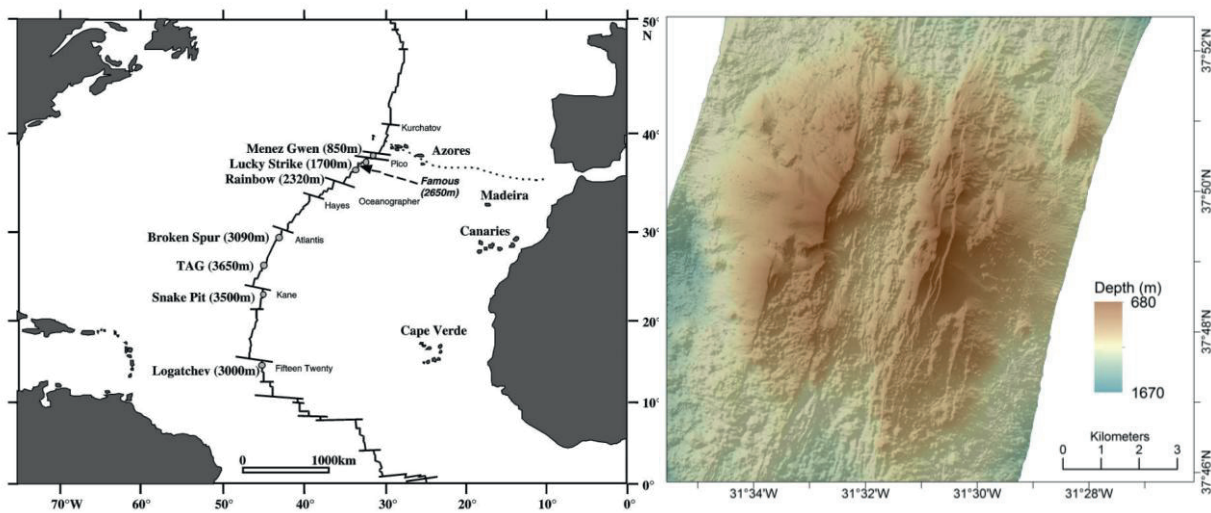 50°
N
Kurchatov
40°
Menez Gwen (850m)
Azores
Pico
Lucky Strike (1700m)
Rainbow (2320m)
Famous
(2650m)
Oceanographer
Madeira
Hayes
30°
Canaries
Broken Spur (3090m)
Atlantis
TAG (3650m)
Kane
Snake Pit (3500m)
20°
Cape Verde
Logatchev (3000m)
Fifteen Twenty
10°
0
1000km
0°
70°W
60°
50°
40°
30°
20°
10°
0°
37°52'N
37°50'N
Depth (m)
680
1670
37°48'N
Kilometers
0 1 2 3
37°46'N
31°34'W
31°32'W
31°30'W
31°28'W